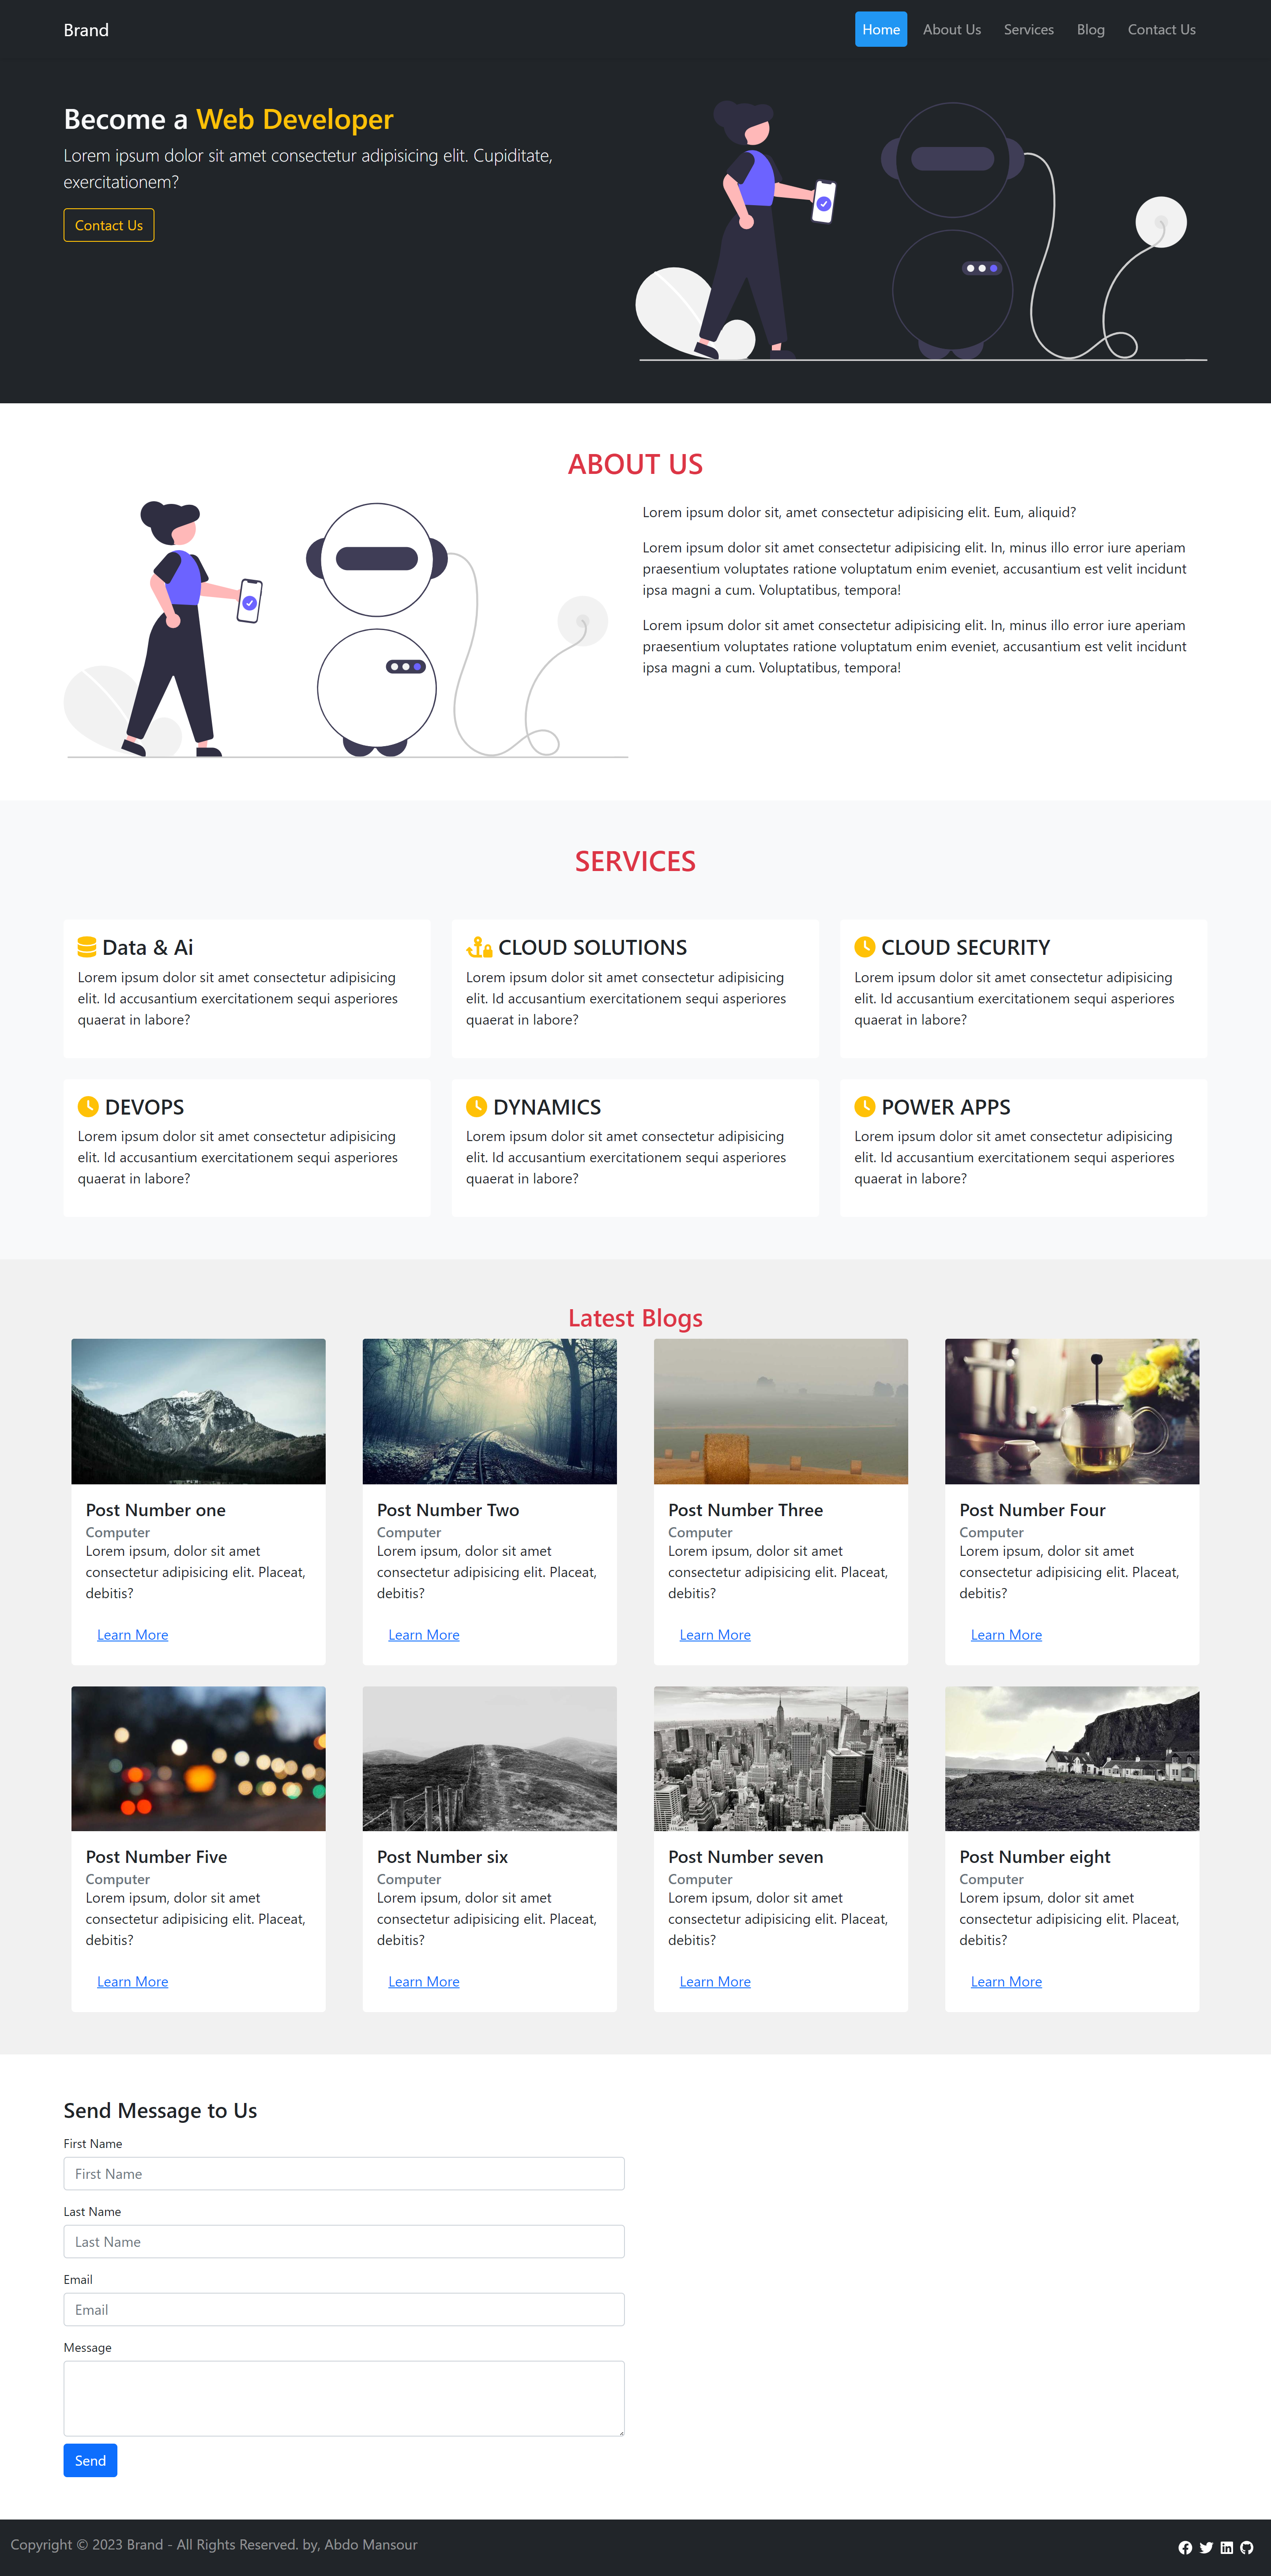 Brand
Home About Us Services Blog Contact Us
Become a Web Developer
Lorem ipsum dolor sit amet consectetur adipisicing elit. Cupiditate,
exercitationem?
Contact Us
ABOUT US
Lorem ipsum dolor sit, amet consectetur adipisicing elit. Eum, aliquid?
Lorem ipsum dolor sit amet consectetur adipisicing elit. In, minus illo error iure aperiam
praesentium voluptates ratione voluptatum enim eveniet, accusantium est velit incidunt
ipsa magni a cum. Voluptatibus, tempora!
Lorem ipsum dolor sit amet consectetur adipisicing elit. In, minus illo error iure aperiam
praesentium voluptates ratione voluptatum enim eveniet, accusantium est velit incidunt
ipsa magni a cum. Voluptatibus, tempora!
SERVICES
Data & Ai
Lorem ipsum dolor sit amet consectetur adipisicing
elit. Id accusantium exercitationem sequi asperiores
quaerat in labore?
CLOUD SOLUTIONS
Lorem ipsum dolor sit amet consectetur adipisicing
elit. Id accusantium exercitationem sequi asperiores
quaerat in labore?
CLOUD SECURITY
Lorem ipsum dolor sit amet consectetur adipisicing
elit. Id accusantium exercitationem sequi asperiores
quaerat in labore?
DEVOPS
Lorem ipsum dolor sit amet consectetur adipisicing
elit. Id accusantium exercitationem sequi asperiores
quaerat in labore?
DYNAMICS
Lorem ipsum dolor sit amet consectetur adipisicing
elit. Id accusantium exercitationem sequi asperiores
quaerat in labore?
POWER APPS
Lorem ipsum dolor sit amet consectetur adipisicing
elit. Id accusantium exercitationem sequi asperiores
quaerat in labore?
Latest Blogs
Post Number one
Computer
Lorem ipsum, dolor sit amet
consectetur adipisicing elit. Placeat,
debitis?
Learn More
Post Number Two
Computer
Lorem ipsum, dolor sit amet
consectetur adipisicing elit. Placeat,
debitis?
Learn More
Post Number Three
Computer
Lorem ipsum, dolor sit amet
consectetur adipisicing elit. Placeat,
debitis?
Learn More
Post Number Four
Computer
Lorem ipsum, dolor sit amet
consectetur adipisicing elit. Placeat,
debitis?
Learn More
Post Number Five
Computer
Lorem ipsum, dolor sit amet
consectetur adipisicing elit. Placeat,
debitis?
Learn More
Post Number six
Computer
Lorem ipsum, dolor sit amet
consectetur adipisicing elit. Placeat,
debitis?
Learn More
Post Number seven
Computer
Lorem ipsum, dolor sit amet
consectetur adipisicing elit. Placeat,
debitis?
Learn More
Post Number eight
Computer
Lorem ipsum, dolor sit amet
consectetur adipisicing elit. Placeat,
debitis?
Learn More
Send Message to Us
First Name
First Name
Last Name
Last Name
Email
Email
Message
Send
Copyright © 2023 Brand - All Rights Reserved. by, Abdo Mansour